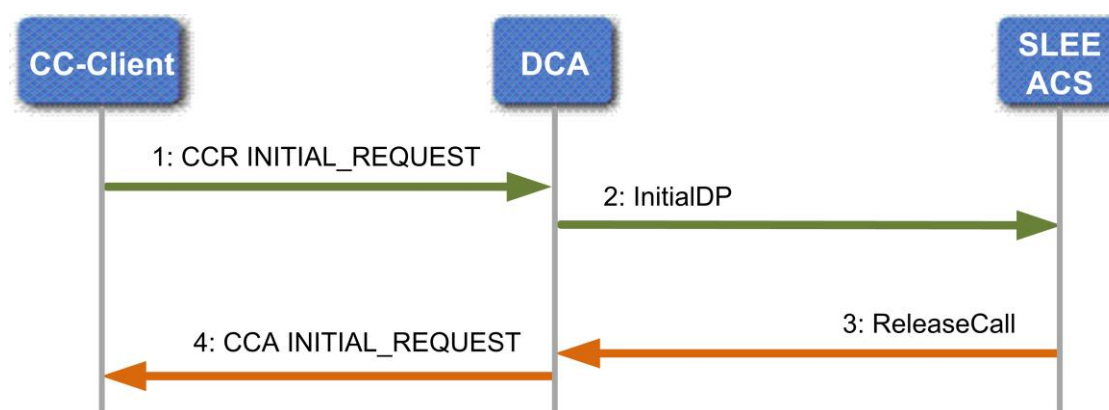 CC-Client
DCA
SLEE
ACS
1: CCR INITIAL_REQUEST
2: InitialDP
3: ReleaseCall
4: CCA INITIAL_REQUEST